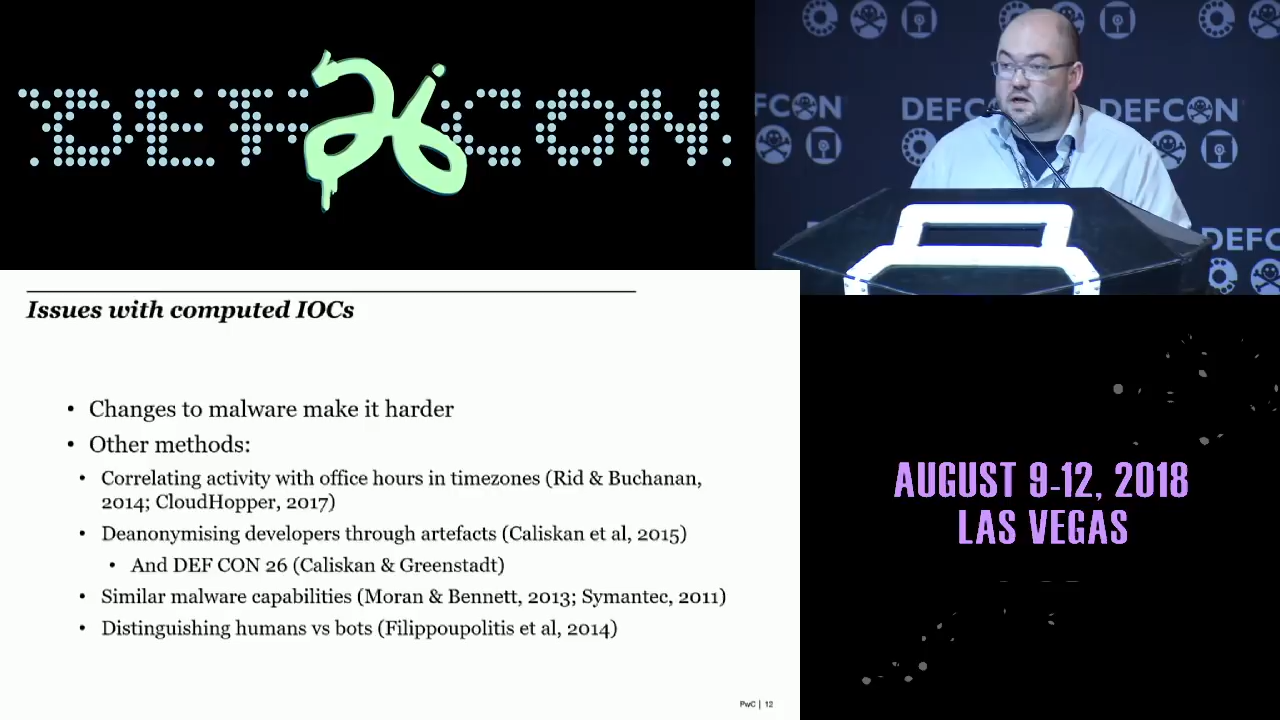 DEF 26 CON
DEFCON
DEFCON
DEFCON
DEFC
Issues with computed IOCs
• Changes to malware make it harder
• Other methods:
• Correlating activity with office hours in timezones (Rid & Buchanan,
2014; CloudHopper, 2017)
• Deanonymising developers through artefacts (Caliskan et al, 2015)
• And DEF CON 26 (Caliskan & Greenstadt)
• Similar malware capabilities (Moran & Bennett, 2013; Symantec, 2011)
• Distinguishing humans vs bots (Filippoupolitis et al, 2014)
PwC | 12
AUGUST 9-12, 2018
LAS VEGAS